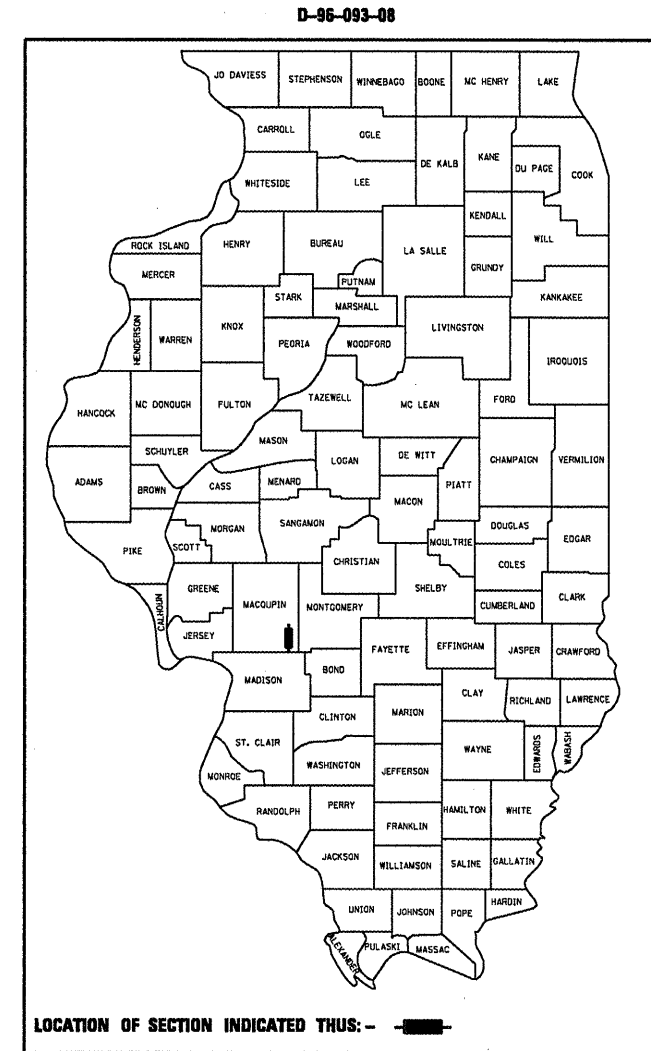 D-96-093-08
JO DAVIESS
STEPHENSON
WINNEBAGO
BOONE
MC HENRY
LAKE
CARROLL
OGLE
DE KALB
KANE
DU PAGE
COOK
WHITESIDE
LEE
KENDALL
WILL
ROCK ISLAND
HENRY
BUREAU
LA SALLE
GRUNDY
MERCER
PUTNAM
STARK
MARSHALL
KANKAKEE
HENDERSON
WARREN
KNOX
PEORIA
WOODFORD
LIVINGSTON
IROQUOIS
HANCOCK
MC DONOUGH
FULTON
TAZEWELL
MC LEAN
FORD
SCHUYLER
MASON
LOGAN
DE WITT
CHAMPAIGN
VERMILION
ADAMS
BROWN
CASS
MENARD
MACON
PIATT
PIKE
SCOTT
MORGAN
SANGAMON
CHRISTIAN
MOULTRIE
DOUGLAS
EDGAR
COLES
SHELBY
CALHOUN
GREENE
MACOUPIN
MONTGOMERY
CUMBERLAND
CLARK
JERSEY
FAYETTE
EFFINGHAM
JASPER
CRAWFORD
MADISON
BOND
CLAY
RICHLAND
LAWRENCE
CLINTON
MARION
ST. CLAIR
WAYNE
EDWARDS
WABASH
MONROE
WASHINGTON
JEFFERSON
RANDOLPH
PERRY
HAMILTON
WHITE
FRANKLIN
JACKSON
WILLIAMSON
SALINE
GALLATIN
UNION
JOHNSON
POPE
HARDIN
ALEXANDER
PULASKI
MASSAC
LOCATION OF SECTION INDICATED THUS: -